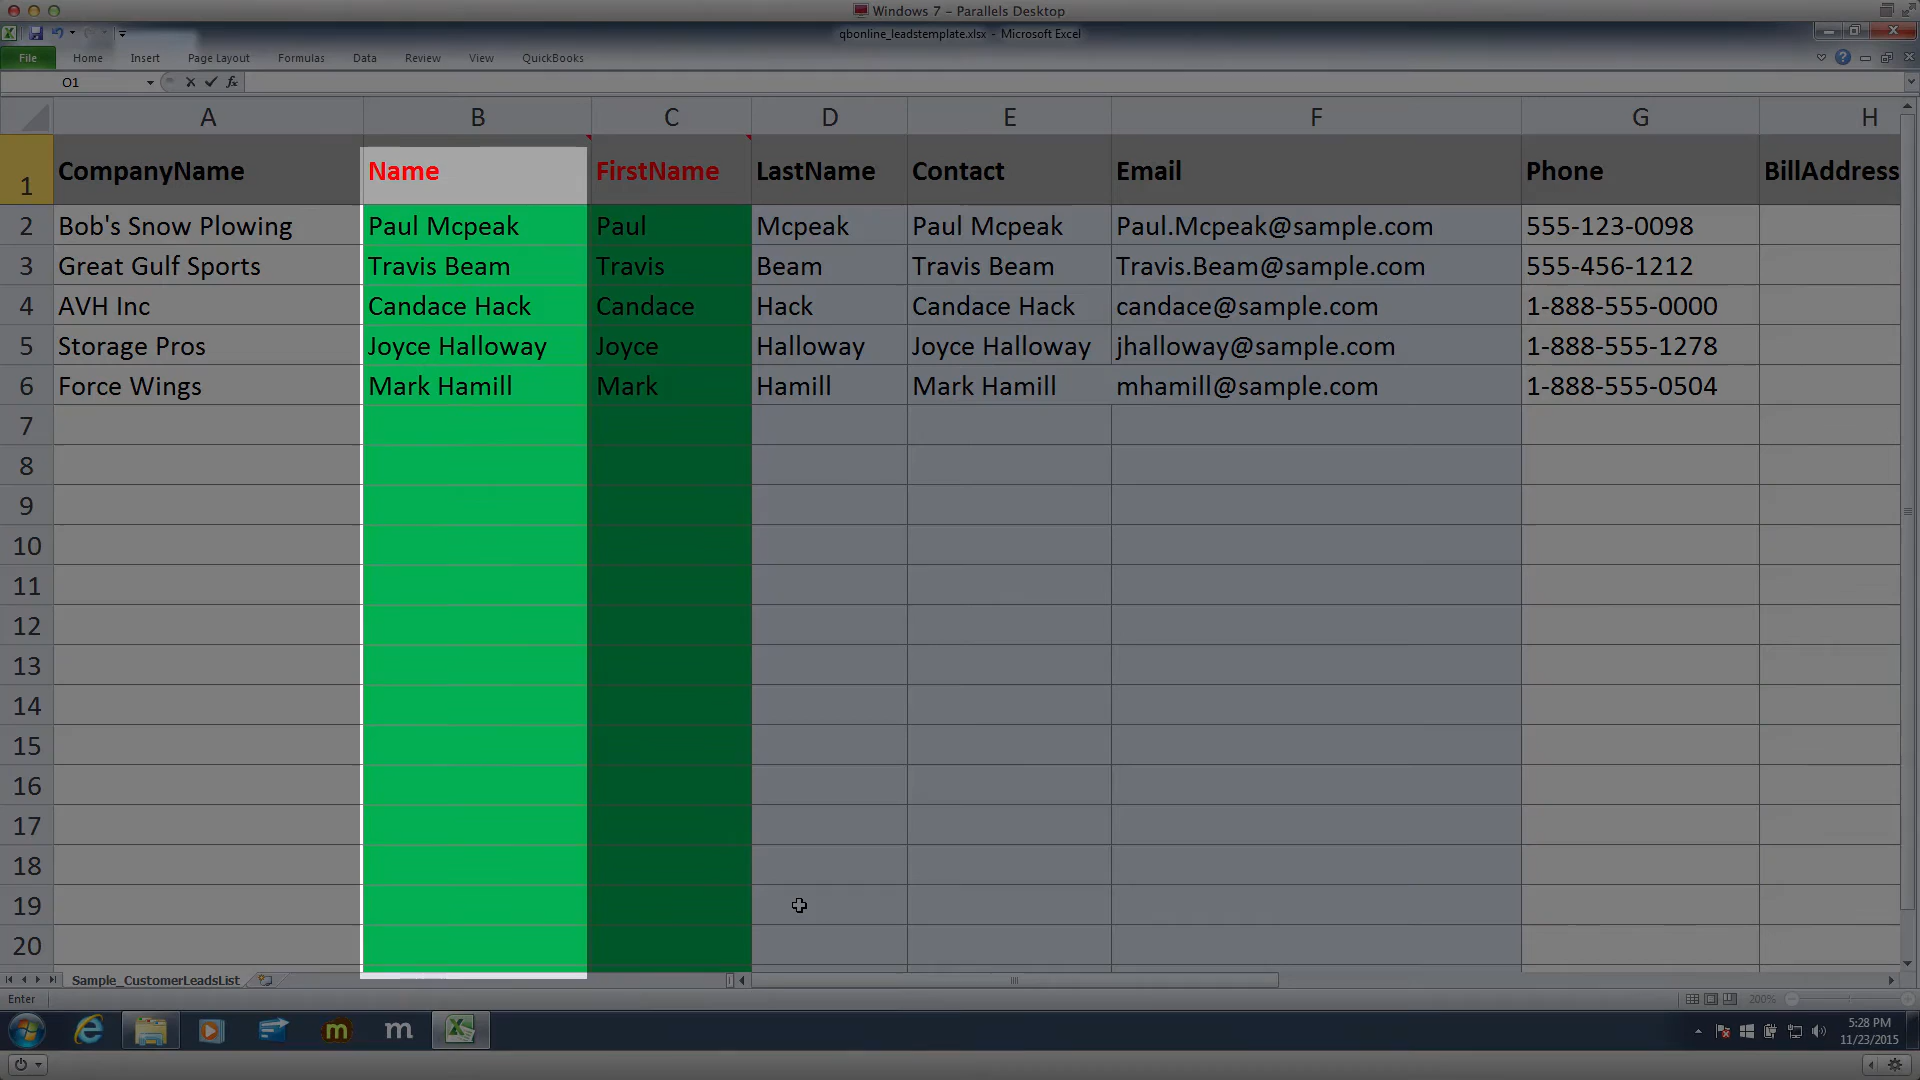 Windows 7 - Parallels Desktop
qbonline_leadstemplate.xlsx - Microsoft Excel
File Home Insert Page Layout Formulas Data Review View QuickBooks
O1 fx
A B C D E F G H
1 CompanyName Name FirstName LastName Contact Email Phone BillAddress
2 Bob's Snow Plowing Paul Mcpeak Paul Mcpeak Paul Mcpeak Paul.Mcpeak@sample.com 555-123-0098
3 Great Gulf Sports Travis Beam Travis Beam Travis Beam Travis.Beam@sample.com 555-456-1212
4 AVH Inc Candace Hack Candace Hack Candace Hack candace@sample.com 1-888-555-0000
5 Storage Pros Joyce Halloway Joyce Halloway Joyce Halloway jhalloway@sample.com 1-888-555-1278
6 Force Wings Mark Hamill Mark Hamill Mark Hamill mhamill@sample.com 1-888-555-0504
7
8
9
10
11
12
13
14
15
16
17
18
19
20
Sample_CustomerLeadsList
Enter 200%
m m
5:28 PM
11/23/2015